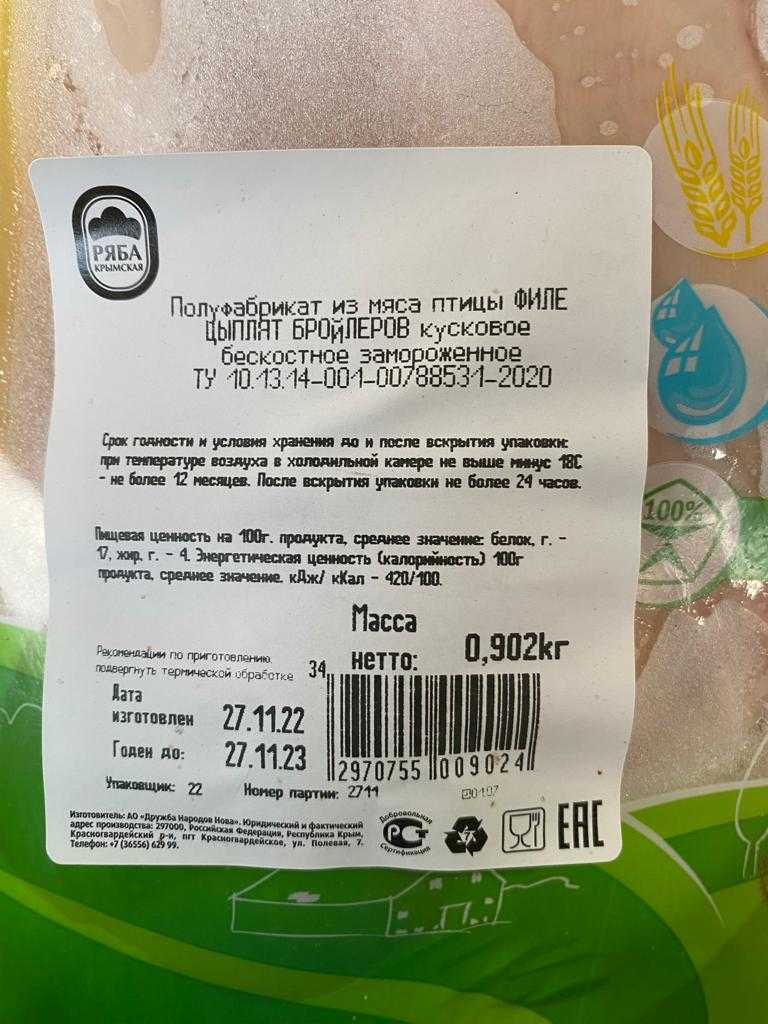 РЯБА
КРЫМСКАЯ
Полуфабрикат из мяса птицы ФИЛЕ
ЦЫПЛЯТ БРОЙЛЕРОВ кусковое
бескостное замороженное
ТУ 10.13.14-001-00788531-2020
Срок годности и условия хранения до и после вскрытия упаковки:
при температуре воздуха в холодильной камере не выше минус 18С
- не более 12 месяцев. После вскрытия упаковки не более 24 часов.
Пищевая ценность на 100г. продукта, среднее значение: белок, г. -
17, жир, г. - 4. Энергетическая ценность (калорийность) 100г
продукта, среднее значение. кДж/ кКал - 420/100.
Масса
нетто: 0,902кг
Рекомендации по приготовлению:
подвергнуть термической обработке
34
Дата
изготовлен 27.11.22
Годен до: 27.11.23
2970755 009024
Упаковщик: 22 Номер партии: 2711
Изготовитель: АО «Дружба Народов Нова». Юридический и фактический
адрес производства: 297000, Российская Федерация, Республика Крым,
Красногвардейский р-н, пгт Красногвардейское, ул. Полевая, 7.
Телефон: +7 (36556) 629 99.
Добровольная
РСТ
Сертификация
7
EAC
100%